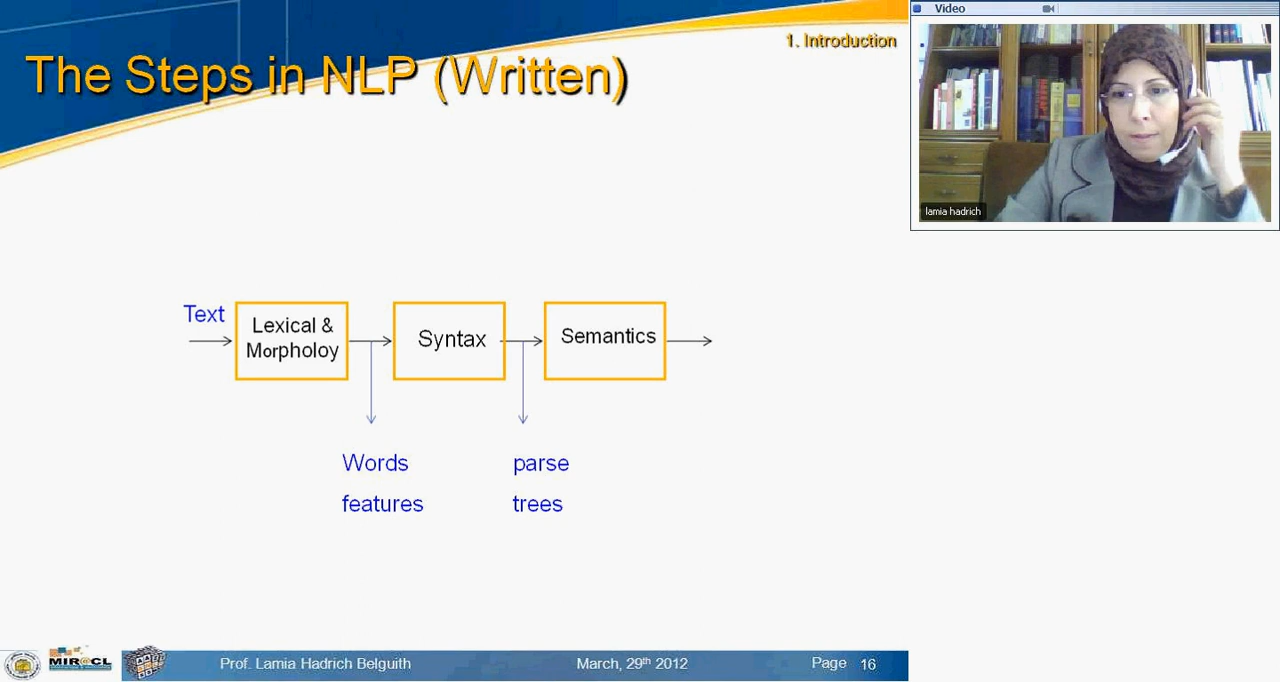 1. Introduction
The Steps in NLP (Written)
Video
lamia hadrich
Text
Lexical &
Morpholoy
Syntax
Semantics
Words
features
parse
trees
MIR@CL
Prof. Lamia Hadrich Belguith
March, 29th 2012
Page 16